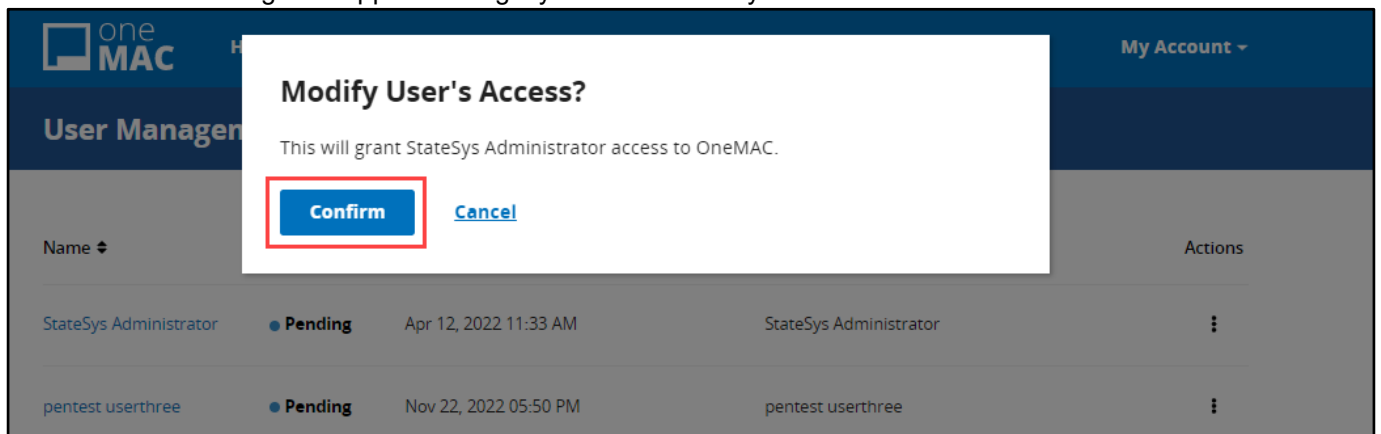 one
MAC
H
My Account
Modify User's Access?
User Managem
This will grant StateSys Administrator access to OneMAC.
Confirm Cancel
Name Actions
StateSys Administrator Pending Apr 12, 2022 11:33 AM StateSys Administrator
pentest userthree Pending Nov 22, 2022 05:50 PM pentest userthree